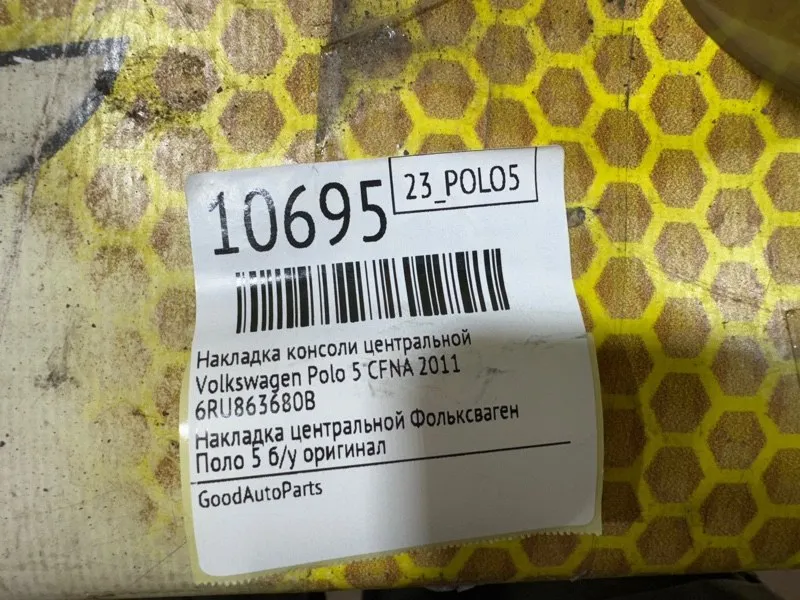 10695
23_POLO5
Накладка консоли центральной
Volkswagen Polo 5 CFNA 2011
6RU863680B
Накладка центральной Фольксваген
Поло 5 б/у оригинал
GoodAutoParts